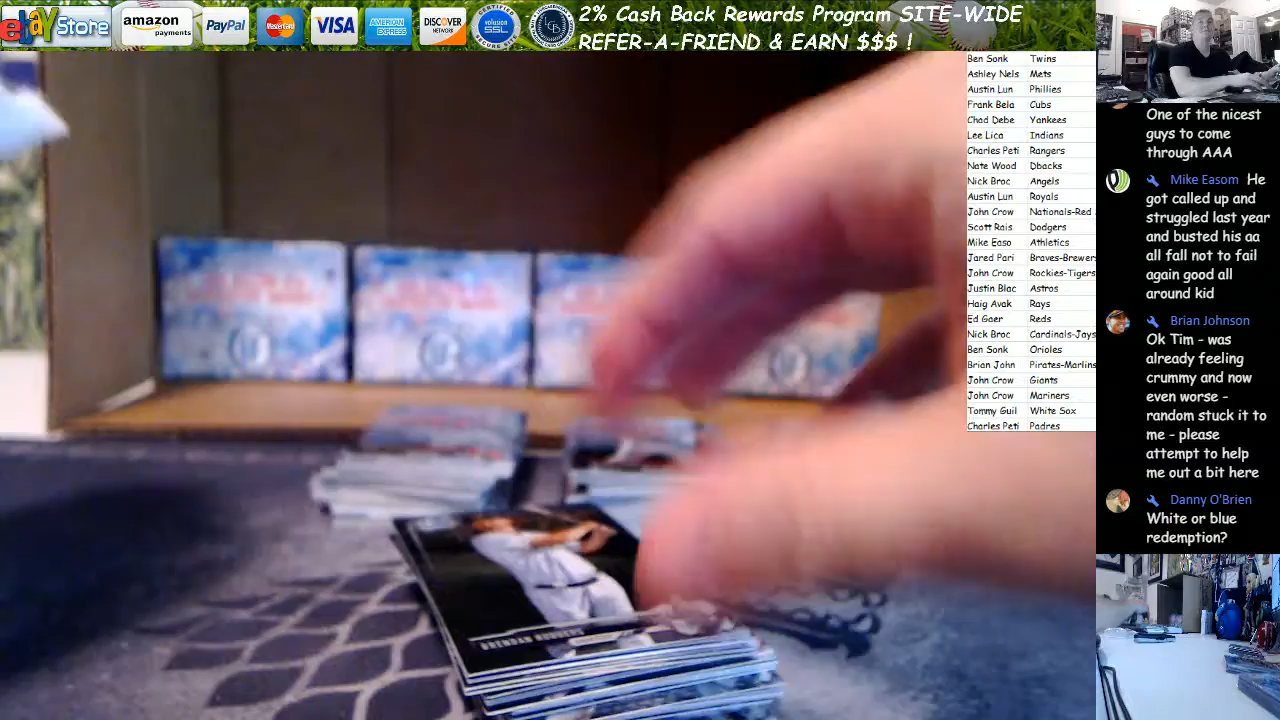 ebay Store
amazon
payments
PayPal
MasterCard
VISA
AMERICAN
EXPRESS
DISCOVER
NETWORK
CERTIFIED
volusion
SSL
2% Cash Back Rewards Program SITE-WIDE
REFER-A-FRIEND & EARN $$$ !
Ben Sonk Twins
Ashley Nels Mets
Austin Lun Phillies
Frank Bela Cubs
Chad Debe Yankees
Lee Lica Indians
Charles Peti Rangers
Nate Wood Dbacks
Nick Broc Angels
Austin Lun Royals
John Crow Nationals-Red
Scott Rais Dodgers
Mike Easo Athletics
Jared Pari Braves-Brewers
John Crow Rockies-Tigers
Justin Blac Astros
Haig Avak Rays
Ed Gaer Reds
Nick Broc Cardinals-Jays
Ben Sonk Orioles
Brian John Pirates-Marlins
John Crow Giants
John Crow Mariners
Tommy Guil White Sox
Charles Peti Padres
One of the nicest
guys to come
through AAA
Mike Easom He
got called up and
struggled last year
and busted his aa
all fall not to fail
again good all
around kid
Brian Johnson
Ok Tim - was
already feeling
crummy and now
even worse -
random stuck it to
me - please
attempt to help
me out a bit here
Danny O'Brien
White or blue
redemption?
BRENDAN RODGERS